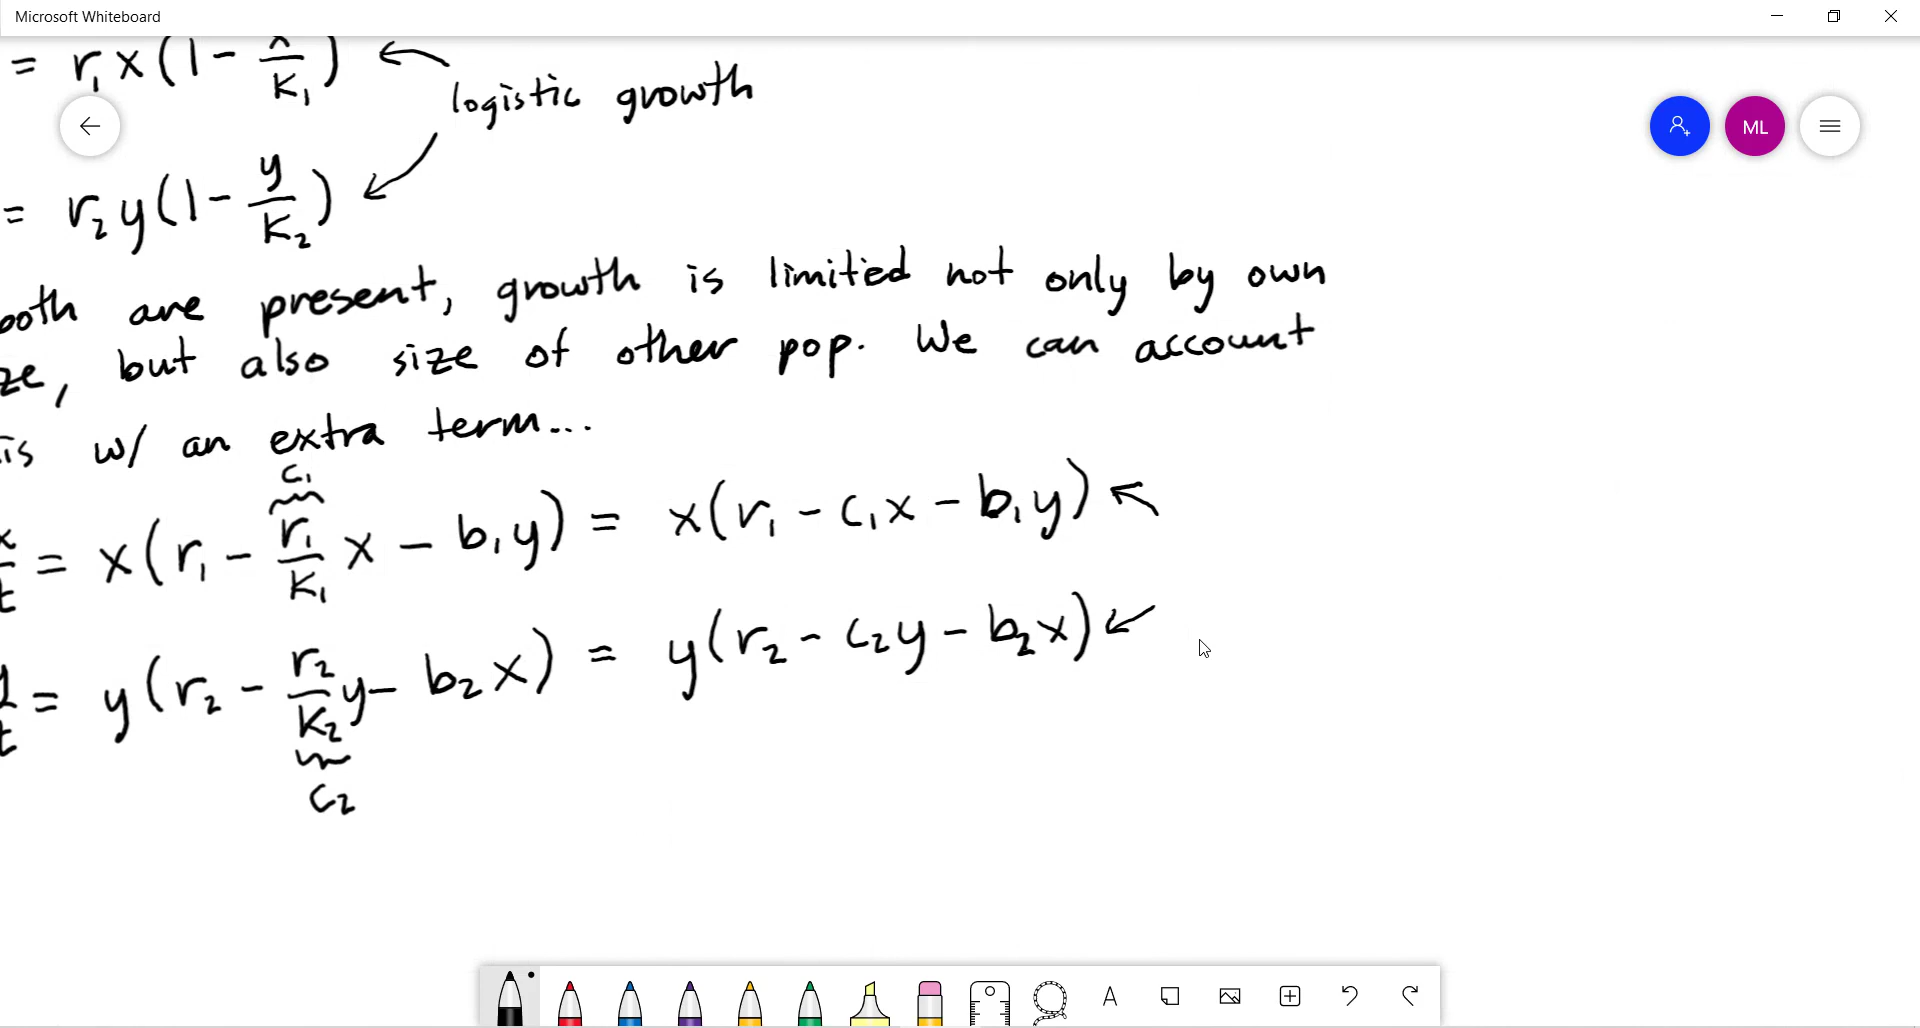 Microsoft Whiteboard
= r₁x(1 - x/K₁)
logistic growth
ML
= r₂y(1 - y/K₂)
both are present, growth is limited not only by own
ze, but also size of other pop. We can account
is w/ an extra term...
c₁
= x(r₁ - r₁/K₁ x - b₁y) = x(r₁ - c₁x - b₁y)
= y(r₂ - r₂/K₂ y - b₂x) = y(r₂ - c₂y - b₂x)
c₂
A